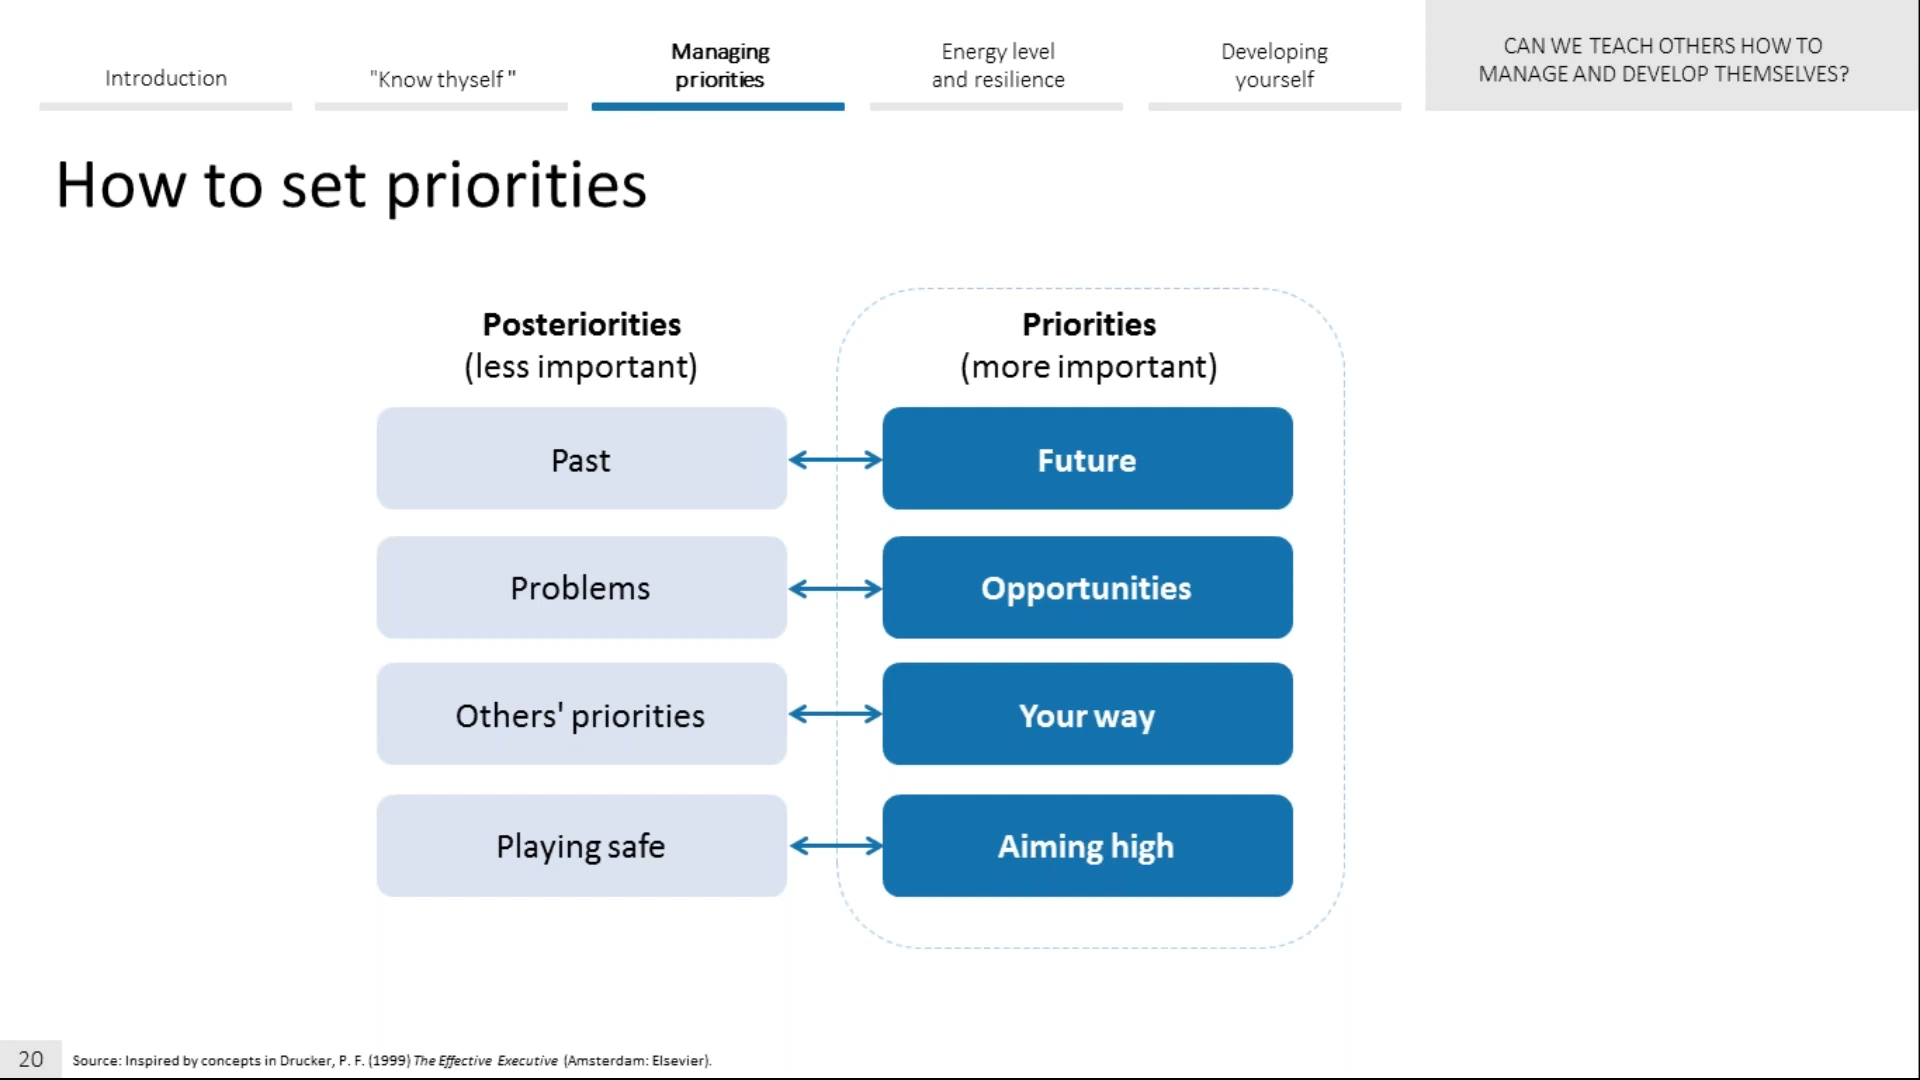 Introduction
"Know thyself"
Managing
priorities
Energy level
and resilience
Developing
yourself
CAN WE TEACH OTHERS HOW TO
MANAGE AND DEVELOP THEMSELVES?
How to set priorities
Posteriorities
(less important)
Priorities
(more important)
Past
Future
Problems
Opportunities
Others' priorities
Your way
Playing safe
Aiming high
20
Source: Inspired by concepts in Drucker, P. F. (1999) The Effective Executive (Amsterdam: Elsevier).